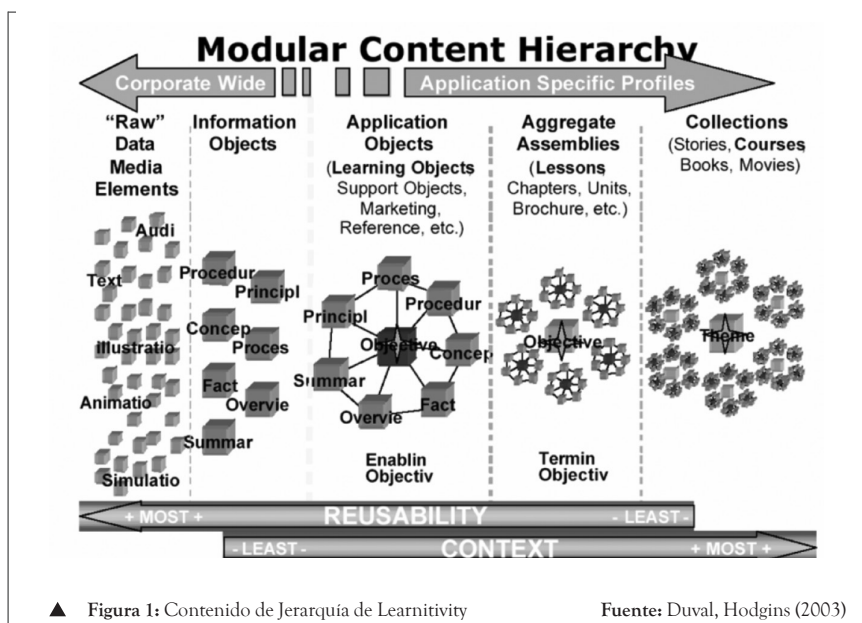 Modular Content Hierarchy
Corporate Wide
Application Specific Profiles
“Raw”
Data
Media
Elements
Information
Objects
Application
Objects
(Learning Objects
Support Objects,
Marketing,
Reference, etc.)
Aggregate
Assemblies
(Lessons
Chapters, Units,
Brochure, etc.)
Collections
(Stories, Courses
Books, Movies)
Audi
Text
illustratio
Animatio
Simulatio
Procedur
Principl
Concep
Proces
Fact
Overvie
Summar
Proces
Procedur
Principl
Objective
Concep
Summar
Overvie
Fact
Enablin
Objectiv
Objective
Termin
Objectiv
Theme
+ MOST +
REUSABILITY
- LEAST -
- LEAST -
CONTEXT
+ MOST +
▲ Figura 1: Contenido de Jerarquía de Learnitivity
Fuente: Duval, Hodgins (2003)